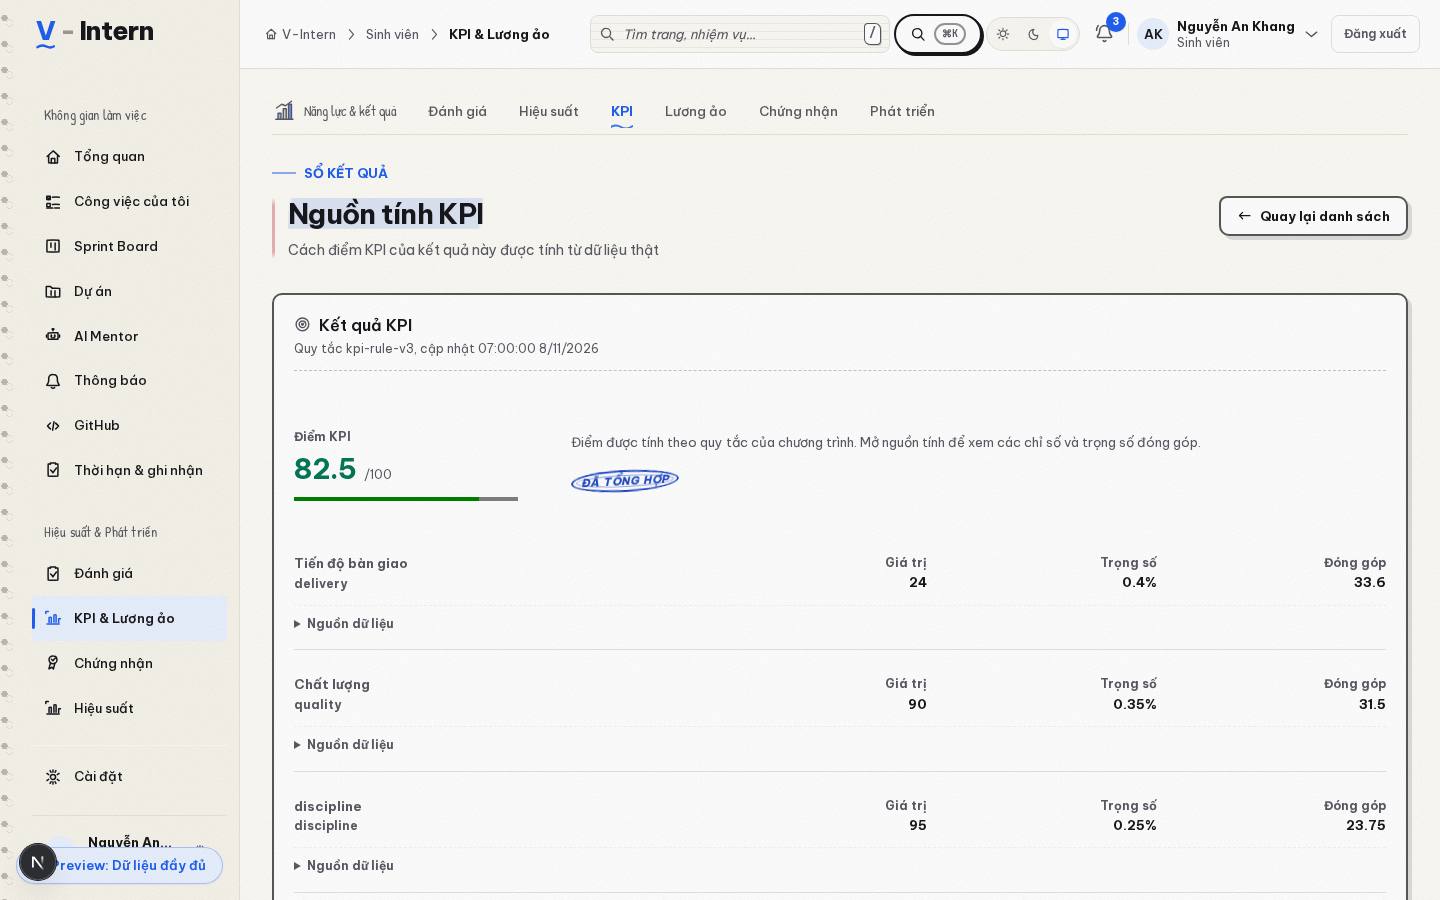 V - Intern
V-Intern > Sinh viên > KPI & Lương ảo
Tìm trang, nhiệm vụ...
/
⌘K
3
AK
Nguyễn An Khang
Sinh viên
Đăng xuất
Không gian làm việc
Tổng quan
Công việc của tôi
Sprint Board
Dự án
AI Mentor
Thông báo
GitHub
Thời hạn & ghi nhận
Hiệu suất & Phát triển
Đánh giá
KPI & Lương ảo
Chứng nhận
Hiệu suất
Cài đặt
Nguyễn An...
N
Preview: Dữ liệu đầy đủ
Năng lực & kết quả
Đánh giá
Hiệu suất
KPI
Lương ảo
Chứng nhận
Phát triển
SỔ KẾT QUẢ
Nguồn tính KPI
Cách điểm KPI của kết quả này được tính từ dữ liệu thật
← Quay lại danh sách
Kết quả KPI
Quy tắc kpi-rule-v3, cập nhật 07:00:00 8/11/2026
Điểm KPI
82.5 /100
Điểm được tính theo quy tắc của chương trình. Mở nguồn tính để xem các chỉ số và trọng số đóng góp.
ĐÃ TỔNG HỢP
Tiến độ bàn giao Giá trị Trọng số Đóng góp
delivery 24 0.4% 33.6
▶ Nguồn dữ liệu
Chất lượng Giá trị Trọng số Đóng góp
quality 90 0.35% 31.5
▶ Nguồn dữ liệu
discipline Giá trị Trọng số Đóng góp
discipline 95 0.25% 23.75
▶ Nguồn dữ liệu